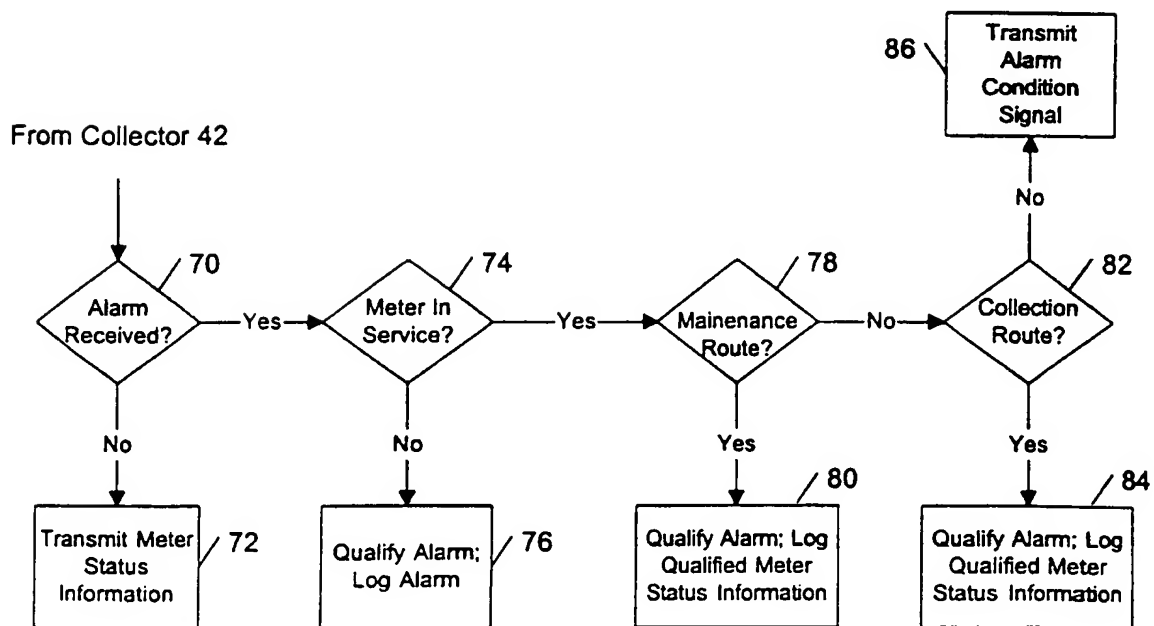 86
Transmit
Alarm
Condition
Signal
From Collector 42
No
70
Alarm
Received?
Yes
74
Meter In
Service?
Yes
78
Mainenance
Route?
No
82
Collection
Route?
No
No
Yes
Yes
72
Transmit Meter
Status
Information
76
Qualify Alarm;
Log Alarm
80
Qualify Alarm; Log
Qualified Meter
Status Information
84
Qualify Alarm; Log
Qualified Meter
Status Information